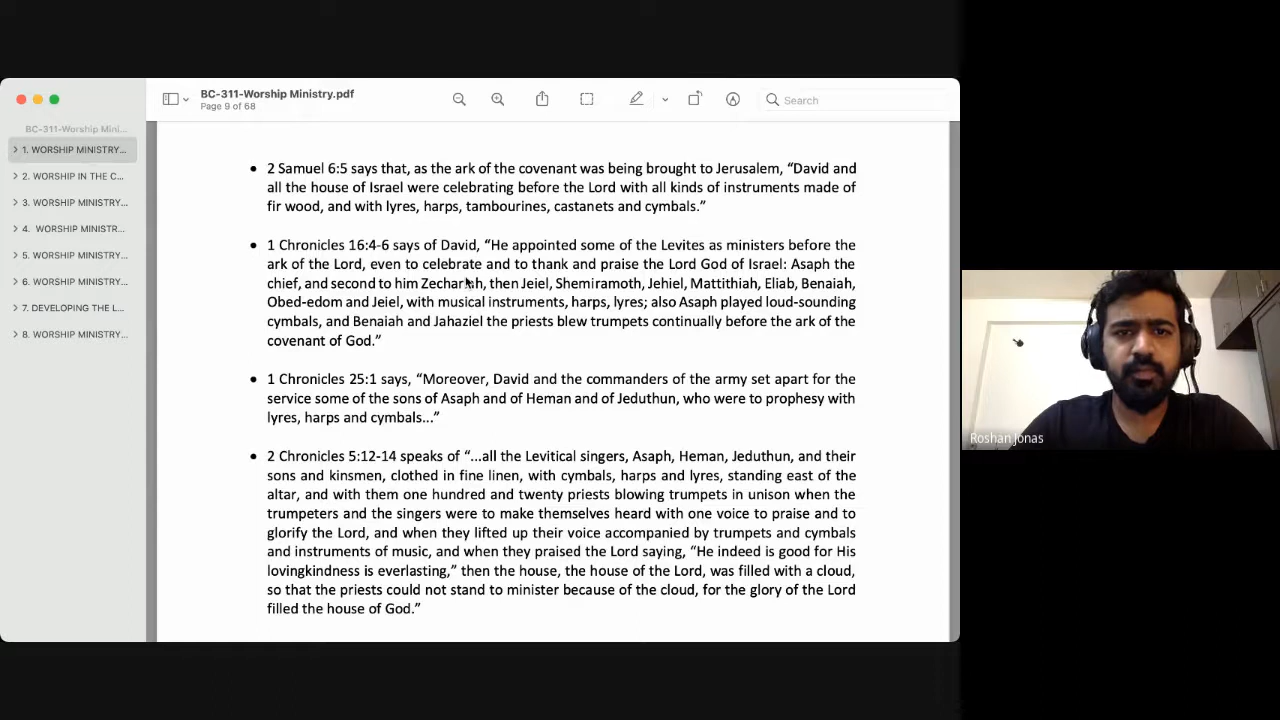 BC-311-Worship Ministry.pdf
Page 9 of 68
Search
BC-311-Worship Mini...
1. WORSHIP MINISTRY...
2. WORSHIP IN THE C...
3. WORSHIP MINISTRY...
4. WORSHIP MINISTR...
5. WORSHIP MINISTRY...
6. WORSHIP MINISTRY...
7. DEVELOPING THE L...
8. WORSHIP MINISTRY...
• 2 Samuel 6:5 says that, as the ark of the covenant was being brought to Jerusalem, “David and
all the house of Israel were celebrating before the Lord with all kinds of instruments made of
fir wood, and with lyres, harps, tambourines, castanets and cymbals.”
• 1 Chronicles 16:4-6 says of David, “He appointed some of the Levites as ministers before the
ark of the Lord, even to celebrate and to thank and praise the Lord God of Israel: Asaph the
chief, and second to him Zechariah, then Jeiel, Shemiramoth, Jehiel, Mattithiah, Eliab, Benaiah,
Obed-edom and Jeiel, with musical instruments, harps, lyres; also Asaph played loud-sounding
cymbals, and Benaiah and Jahaziel the priests blew trumpets continually before the ark of the
covenant of God.”
• 1 Chronicles 25:1 says, “Moreover, David and the commanders of the army set apart for the
service some of the sons of Asaph and of Heman and of Jeduthun, who were to prophesy with
lyres, harps and cymbals...”
• 2 Chronicles 5:12-14 speaks of “...all the Levitical singers, Asaph, Heman, Jeduthun, and their
sons and kinsmen, clothed in fine linen, with cymbals, harps and lyres, standing east of the
altar, and with them one hundred and twenty priests blowing trumpets in unison when the
trumpeters and the singers were to make themselves heard with one voice to praise and to
glorify the Lord, and when they lifted up their voice accompanied by trumpets and cymbals
and instruments of music, and when they praised the Lord saying, “He indeed is good for His
lovingkindness is everlasting,” then the house, the house of the Lord, was filled with a cloud,
so that the priests could not stand to minister because of the cloud, for the glory of the Lord
filled the house of God.”
Roshan Jonas